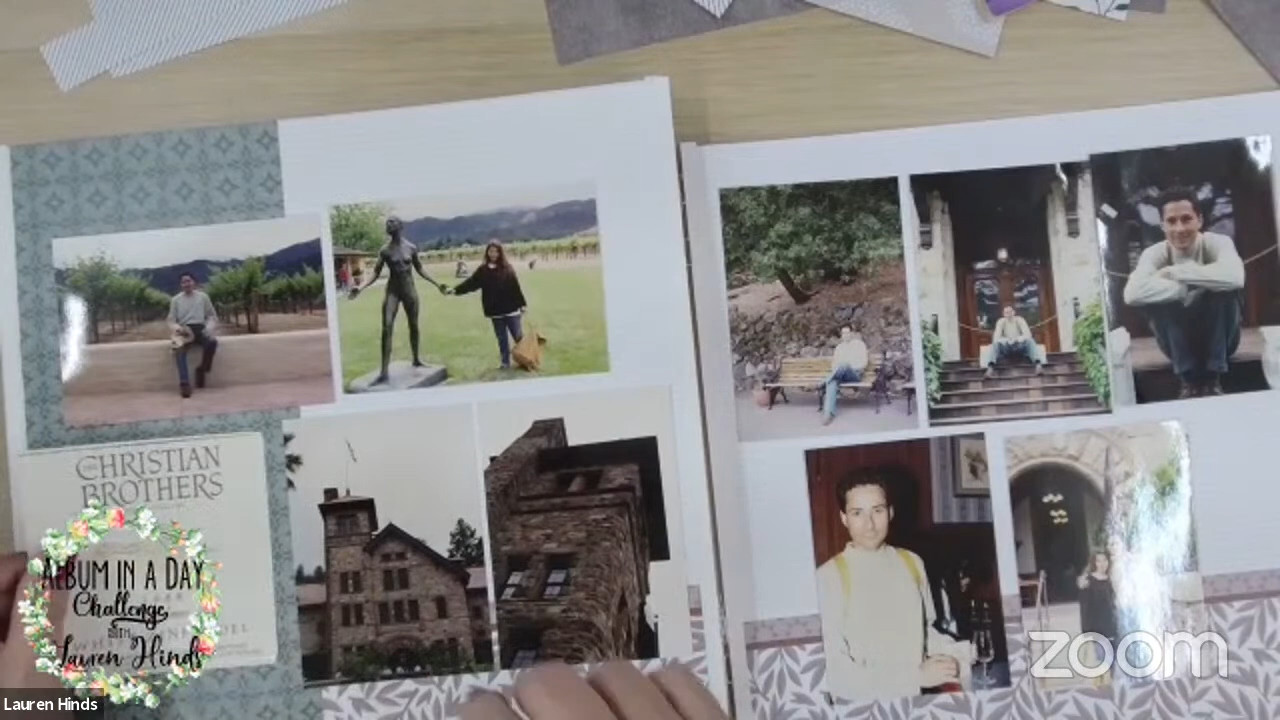 CHRISTIAN
BROTHERS
ALBUM IN A DAY
Challenge
WITH
Lauren Hinds
Lauren Hinds
zoom